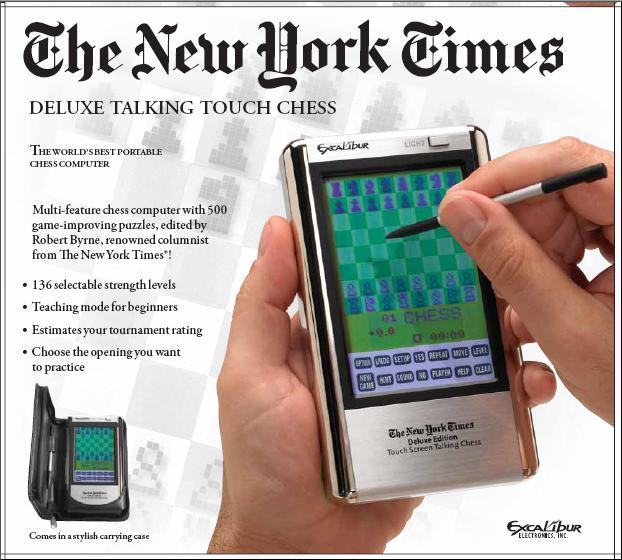 The New York Times
DELUXE TALKING TOUCH CHESS
THE WORLD'S BEST PORTABLE
CHESS COMPUTER
Multi-feature chess computer with 500
game-improving puzzles, edited by
Robert Byrne, renowned columnist
from The New York Times®!
• 136 selectable strength levels
• Teaching mode for beginners
• Estimates your tournament rating
• Choose the opening you want
to practice
Comes in a stylish carrying case
EXCALIBUR
LIGHT
01 CHESS
+0.0 00:00
OPTION UNDO SETUP YES REPEAT MOVE LEVEL
NEW GAME HINT SOUND NO PLAYER HELP CLEAR
The New York Times
Deluxe Edition
Touch Screen Talking Chess
EXCALIBUR
ELECTRONICS, INC.